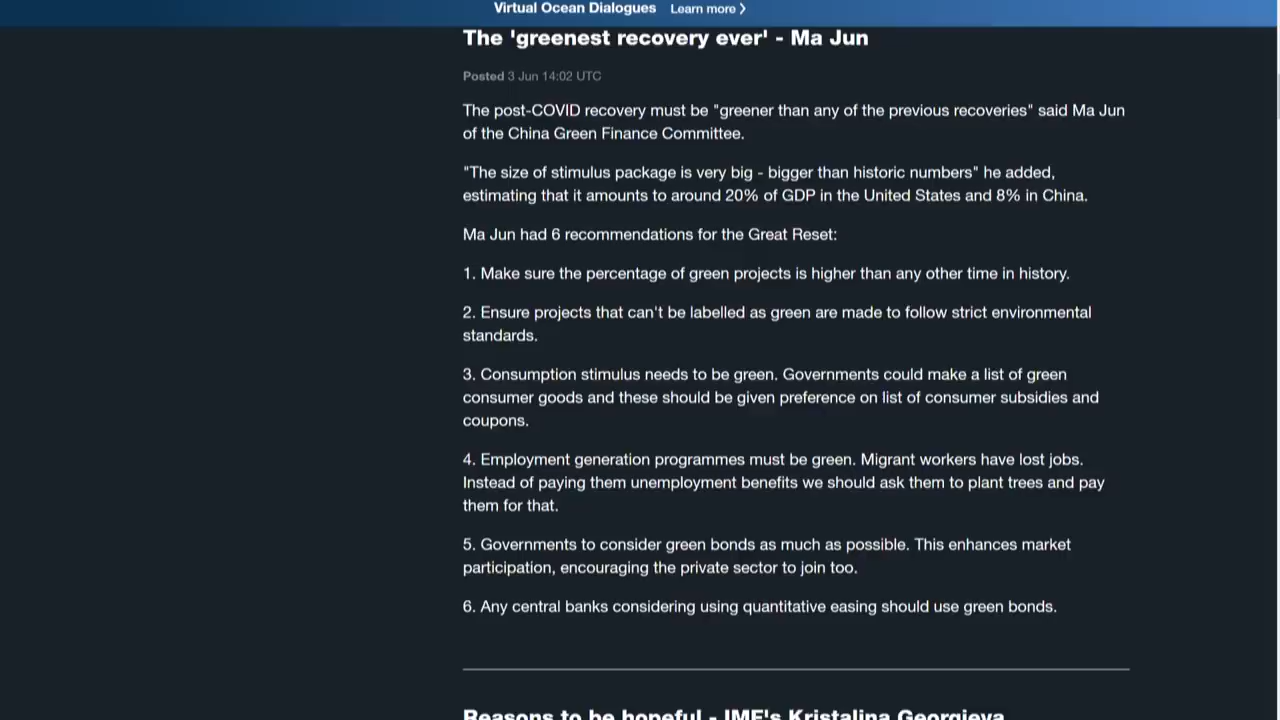 Virtual Ocean Dialogues Learn more ❯
The 'greenest recovery ever' - Ma Jun
Posted 3 Jun 14:02 UTC
The post-COVID recovery must be "greener than any of the previous recoveries" said Ma Jun
of the China Green Finance Committee.
"The size of stimulus package is very big - bigger than historic numbers" he added,
estimating that it amounts to around 20% of GDP in the United States and 8% in China.
Ma Jun had 6 recommendations for the Great Reset:
1. Make sure the percentage of green projects is higher than any other time in history.
2. Ensure projects that can't be labelled as green are made to follow strict environmental
standards.
3. Consumption stimulus needs to be green. Governments could make a list of green
consumer goods and these should be given preference on list of consumer subsidies and
coupons.
4. Employment generation programmes must be green. Migrant workers have lost jobs.
Instead of paying them unemployment benefits we should ask them to plant trees and pay
them for that.
5. Governments to consider green bonds as much as possible. This enhances market
participation, encouraging the private sector to join too.
6. Any central banks considering using quantitative easing should use green bonds.
Reasons to be hopeful - IMF's Kristalina Georgieva